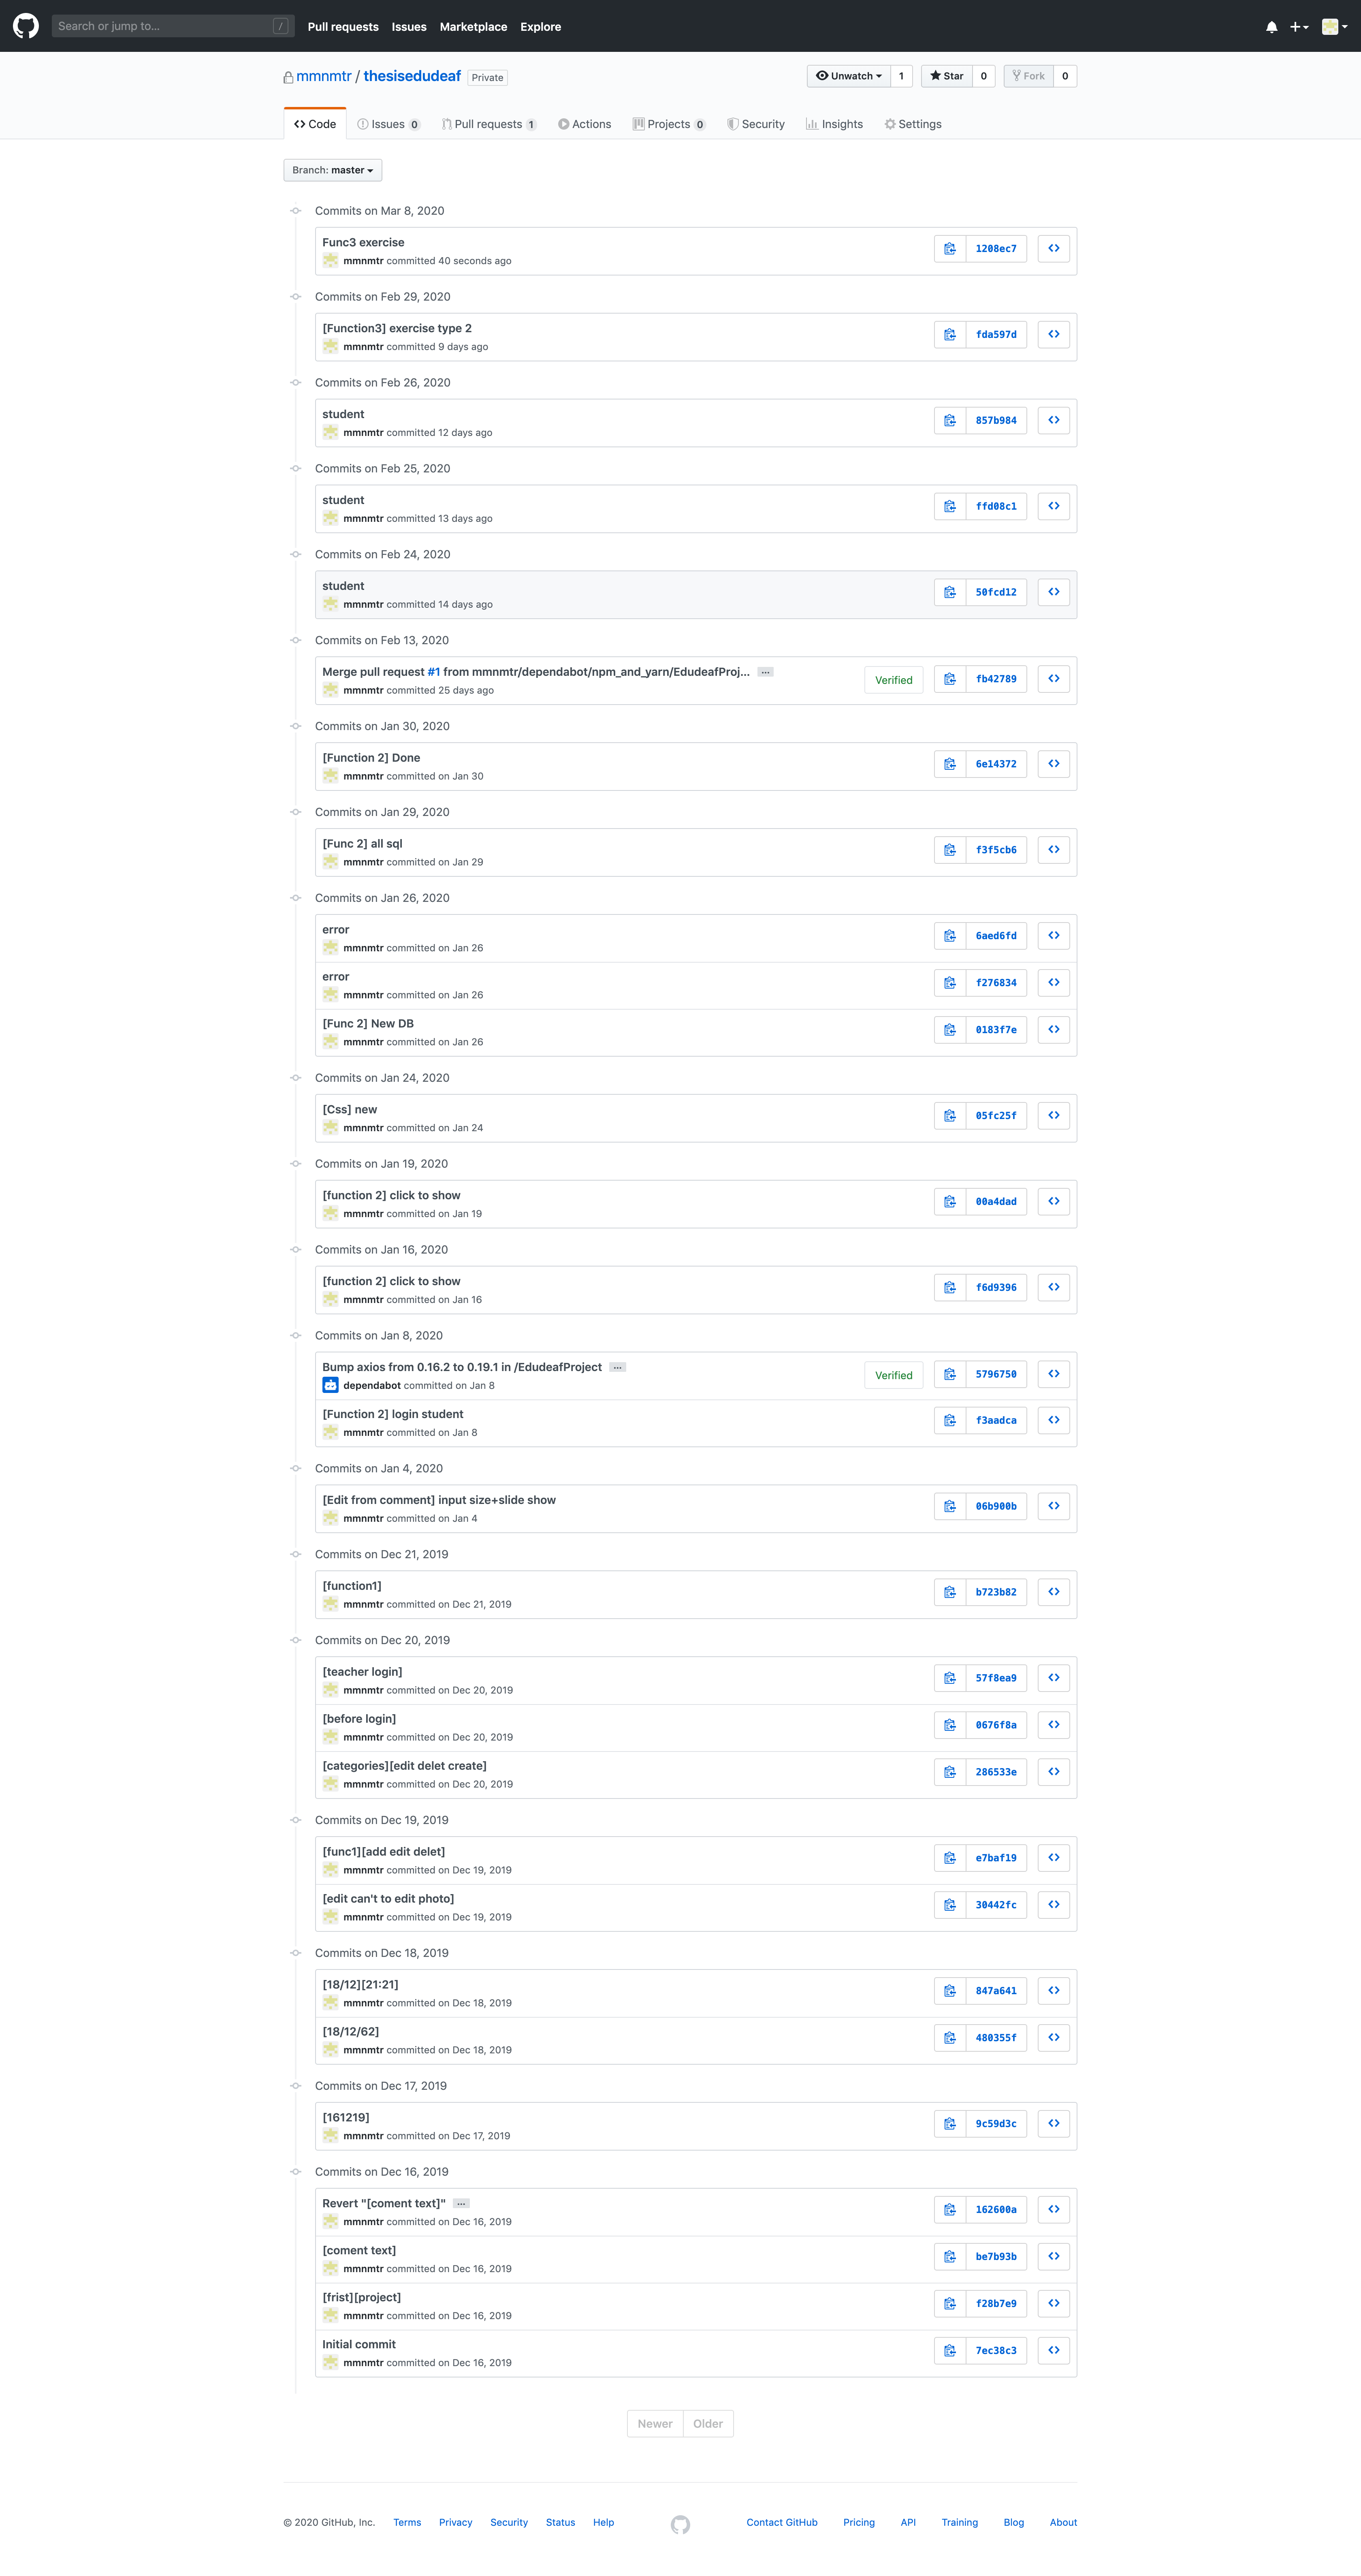 Search or jump to... /
Pull requests Issues Marketplace Explore
mmnmtr / thesisedudeaf Private
Unwatch 1 Star 0 Fork 0
Code Issues 0 Pull requests 1 Actions Projects 0 Security Insights Settings
Branch: master
Commits on Mar 8, 2020
Func3 exercise
mmnmtr committed 40 seconds ago
1208ec7
Commits on Feb 29, 2020
[Function3] exercise type 2
mmnmtr committed 9 days ago
fda597d
Commits on Feb 26, 2020
student
mmnmtr committed 12 days ago
857b984
Commits on Feb 25, 2020
student
mmnmtr committed 13 days ago
ffd08c1
Commits on Feb 24, 2020
student
mmnmtr committed 14 days ago
50fcd12
Commits on Feb 13, 2020
Merge pull request #1 from mmnmtr/dependabot/npm_and_yarn/EdudeafProj... …
mmnmtr committed 25 days ago
Verified
fb42789
Commits on Jan 30, 2020
[Function 2] Done
mmnmtr committed on Jan 30
6e14372
Commits on Jan 29, 2020
[Func 2] all sql
mmnmtr committed on Jan 29
f3f5cb6
Commits on Jan 26, 2020
error
mmnmtr committed on Jan 26
6aed6fd
error
mmnmtr committed on Jan 26
f276834
[Func 2] New DB
mmnmtr committed on Jan 26
0183f7e
Commits on Jan 24, 2020
[Css] new
mmnmtr committed on Jan 24
05fc25f
Commits on Jan 19, 2020
[function 2] click to show
mmnmtr committed on Jan 19
00a4dad
Commits on Jan 16, 2020
[function 2] click to show
mmnmtr committed on Jan 16
f6d9396
Commits on Jan 8, 2020
Bump axios from 0.16.2 to 0.19.1 in /EdudeafProject …
dependabot committed on Jan 8
Verified
5796750
[Function 2] login student
mmnmtr committed on Jan 8
f3aadca
Commits on Jan 4, 2020
[Edit from comment] input size+slide show
mmnmtr committed on Jan 4
06b900b
Commits on Dec 21, 2019
[function1]
mmnmtr committed on Dec 21, 2019
b723b82
Commits on Dec 20, 2019
[teacher login]
mmnmtr committed on Dec 20, 2019
57f8ea9
[before login]
mmnmtr committed on Dec 20, 2019
0676f8a
[categories][edit delet create]
mmnmtr committed on Dec 20, 2019
286533e
Commits on Dec 19, 2019
[func1][add edit delet]
mmnmtr committed on Dec 19, 2019
e7baf19
[edit can't to edit photo]
mmnmtr committed on Dec 19, 2019
30442fc
Commits on Dec 18, 2019
[18/12][21:21]
mmnmtr committed on Dec 18, 2019
847a641
[18/12/62]
mmnmtr committed on Dec 18, 2019
480355f
Commits on Dec 17, 2019
[161219]
mmnmtr committed on Dec 17, 2019
9c59d3c
Commits on Dec 16, 2019
Revert "[coment text]" …
mmnmtr committed on Dec 16, 2019
162600a
[coment text]
mmnmtr committed on Dec 16, 2019
be7b93b
[frist][project]
mmnmtr committed on Dec 16, 2019
f28b7e9
Initial commit
mmnmtr committed on Dec 16, 2019
7ec38c3
Newer Older
© 2020 GitHub, Inc. Terms Privacy Security Status Help Contact GitHub Pricing API Training Blog About